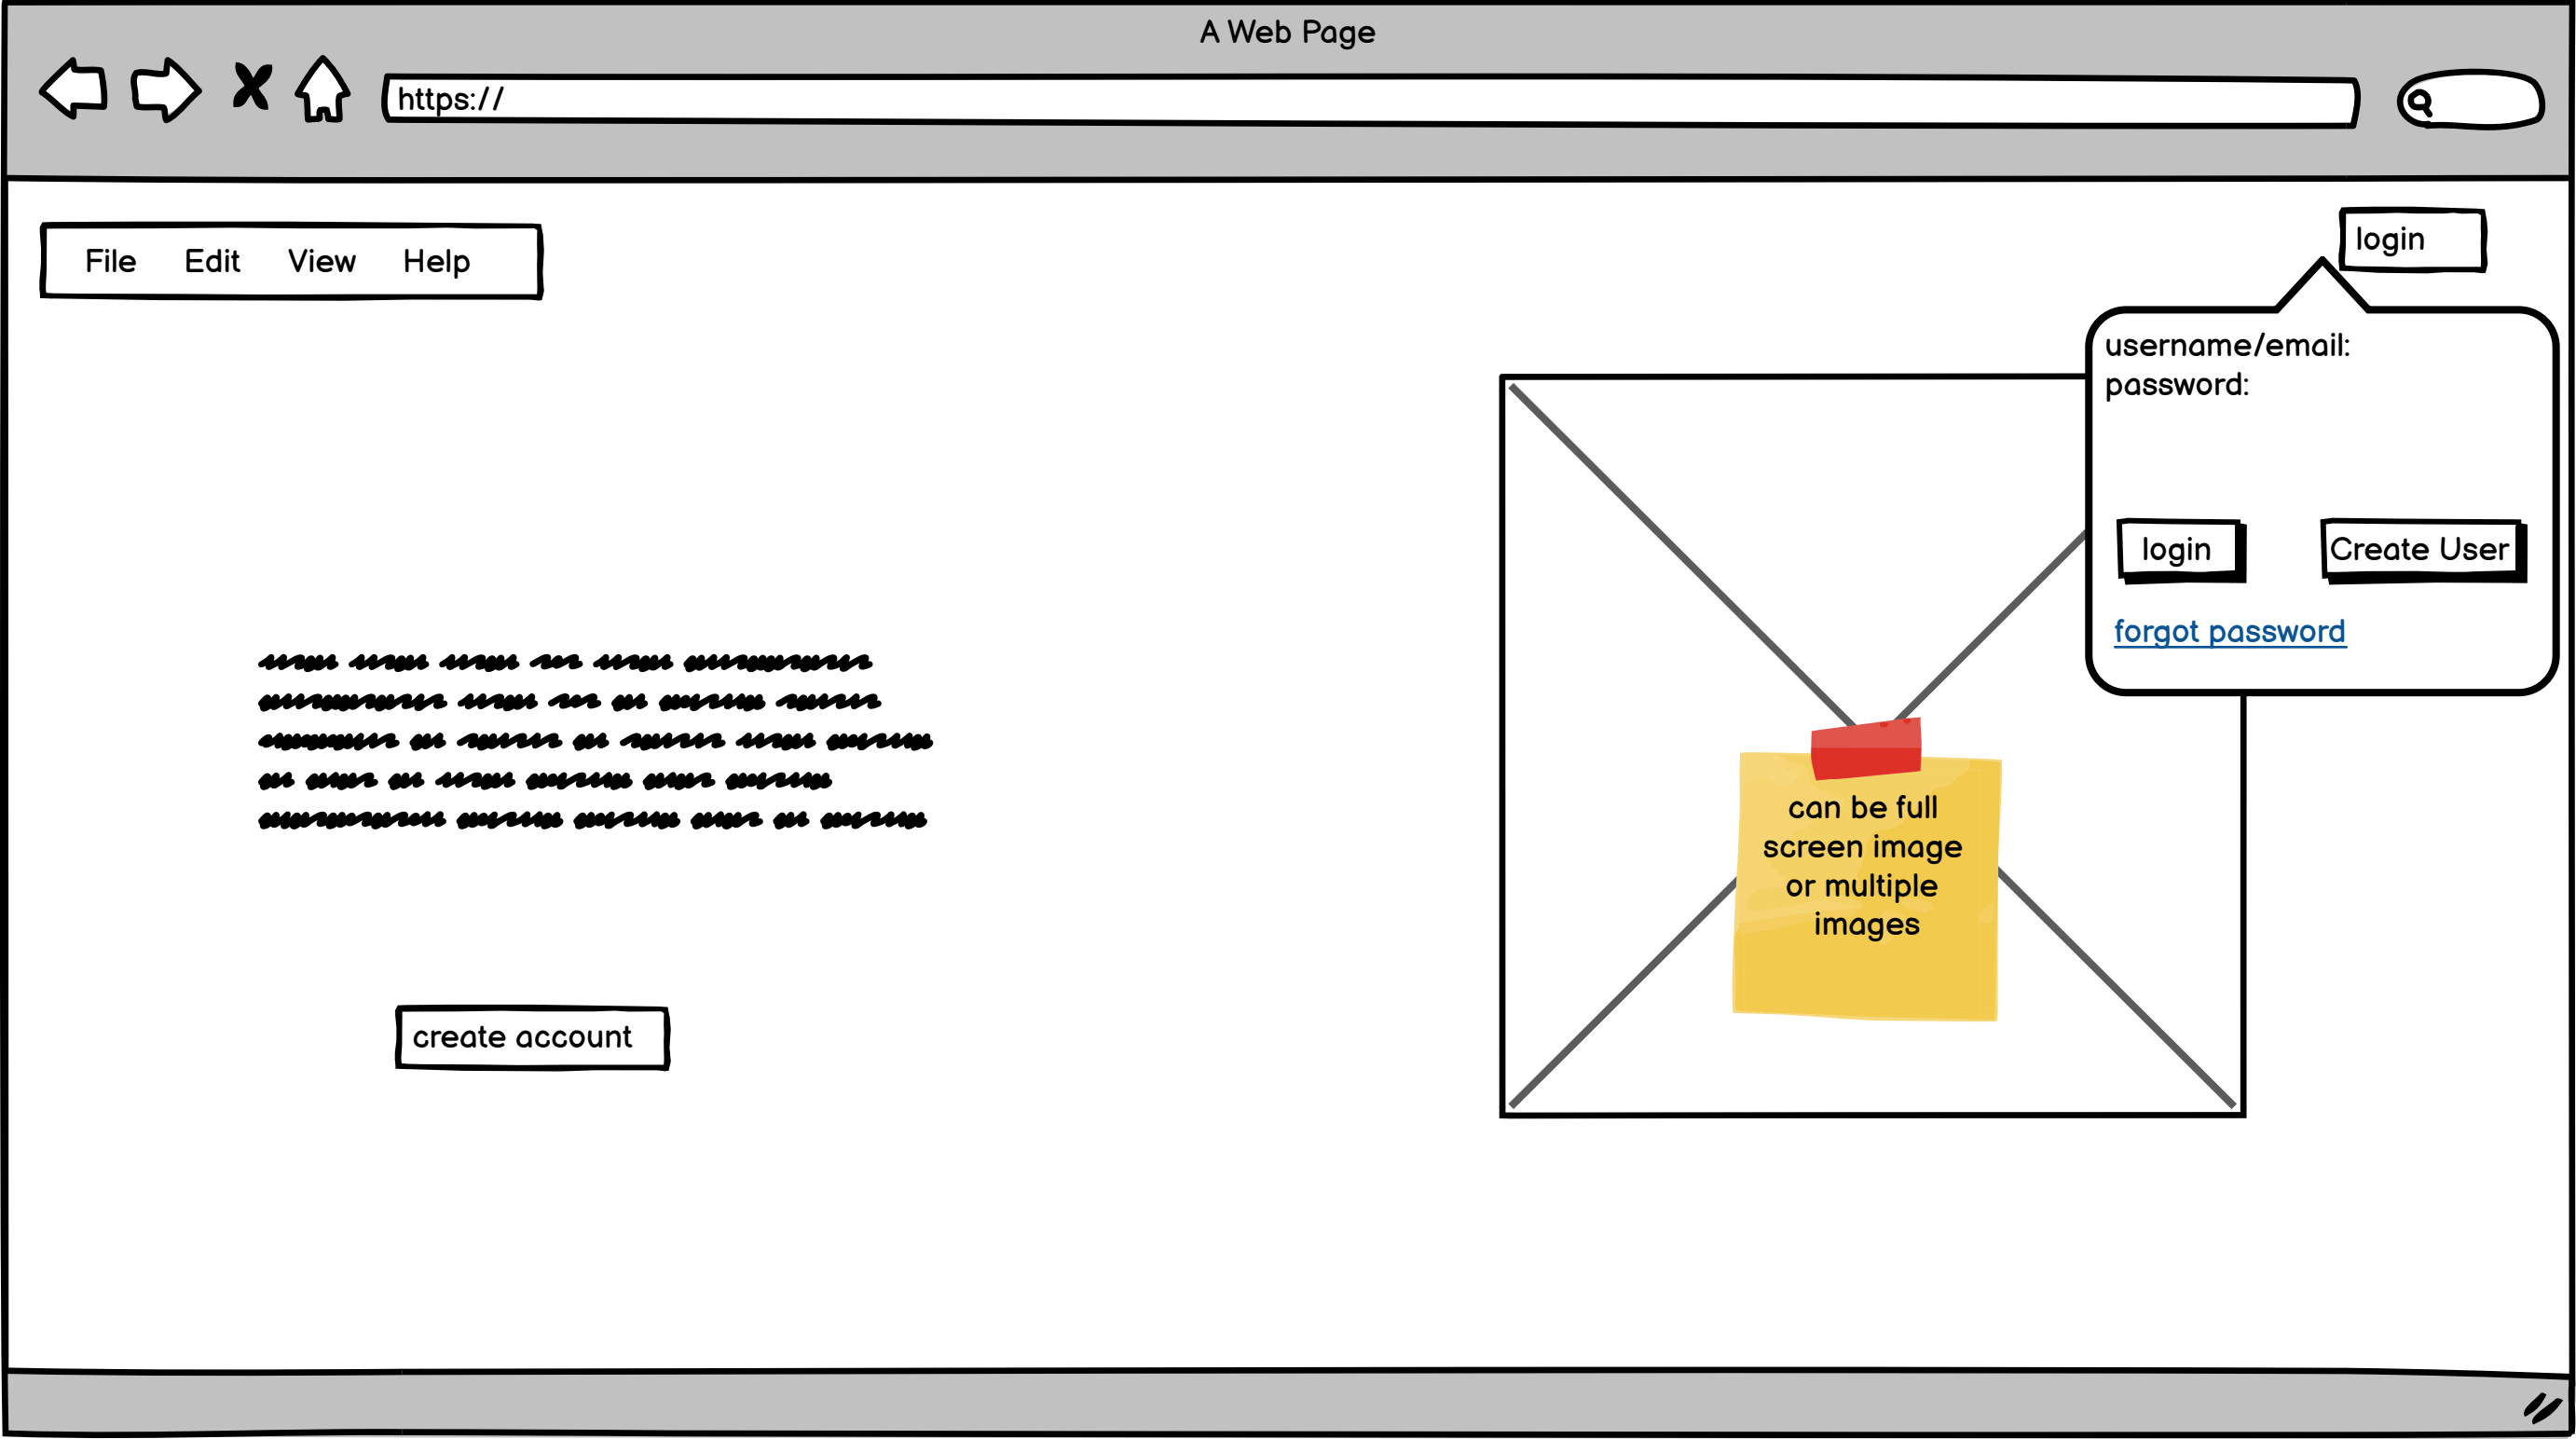 A Web Page
https://
File Edit View Help
login
username/email:
password:
login Create User
forgot password
can be full
screen image
or multiple
images
create account